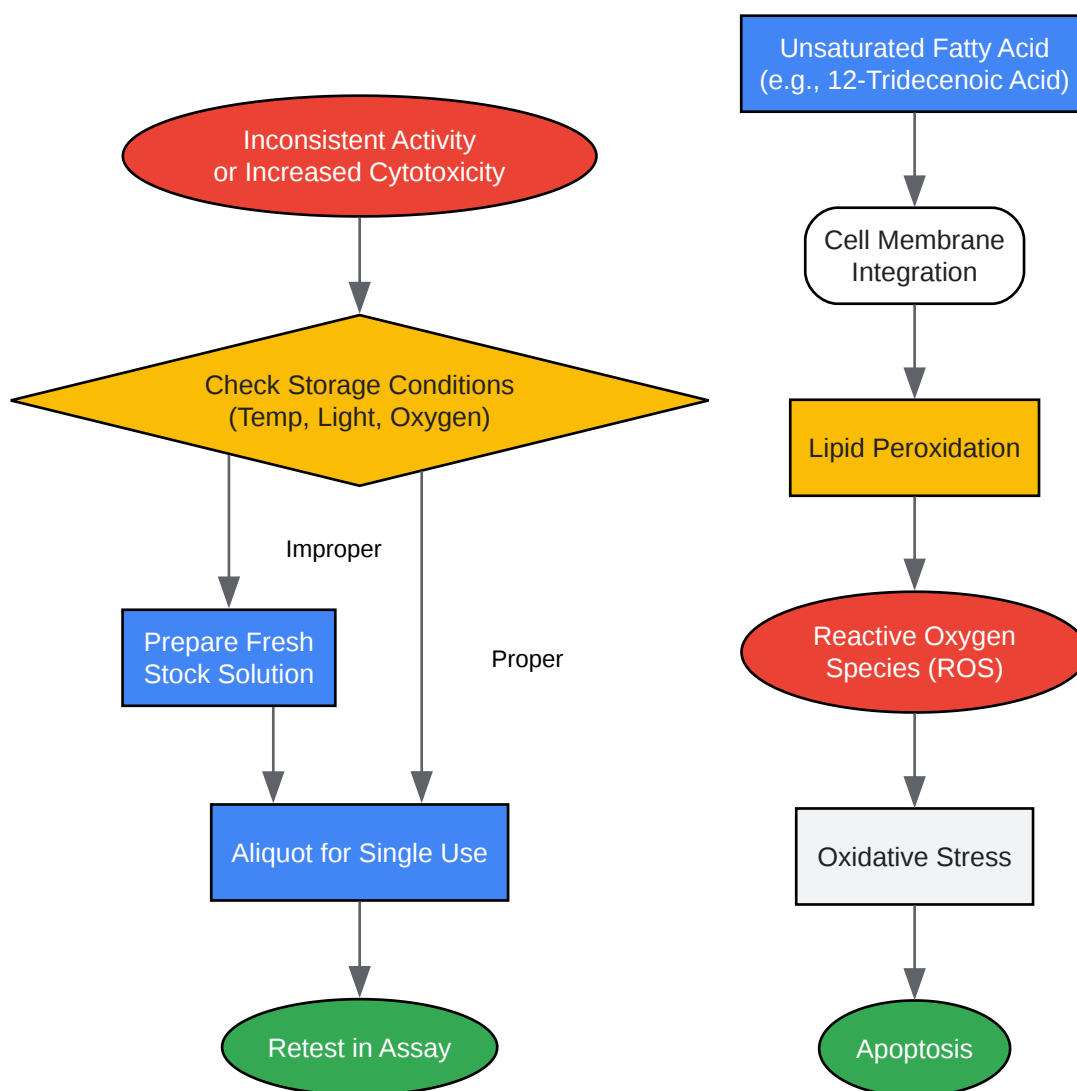 Inconsistent Activity
or Increased Cytotoxicity
Check Storage Conditions
(Temp, Light, Oxygen)
Improper
Prepare Fresh
Stock Solution
Proper
Aliquot for Single Use
Retest in Assay
Unsaturated Fatty Acid
(e.g., 12-Tridecenoic Acid)
Cell Membrane
Integration
Lipid Peroxidation
Reactive Oxygen
Species (ROS)
Oxidative Stress
Apoptosis